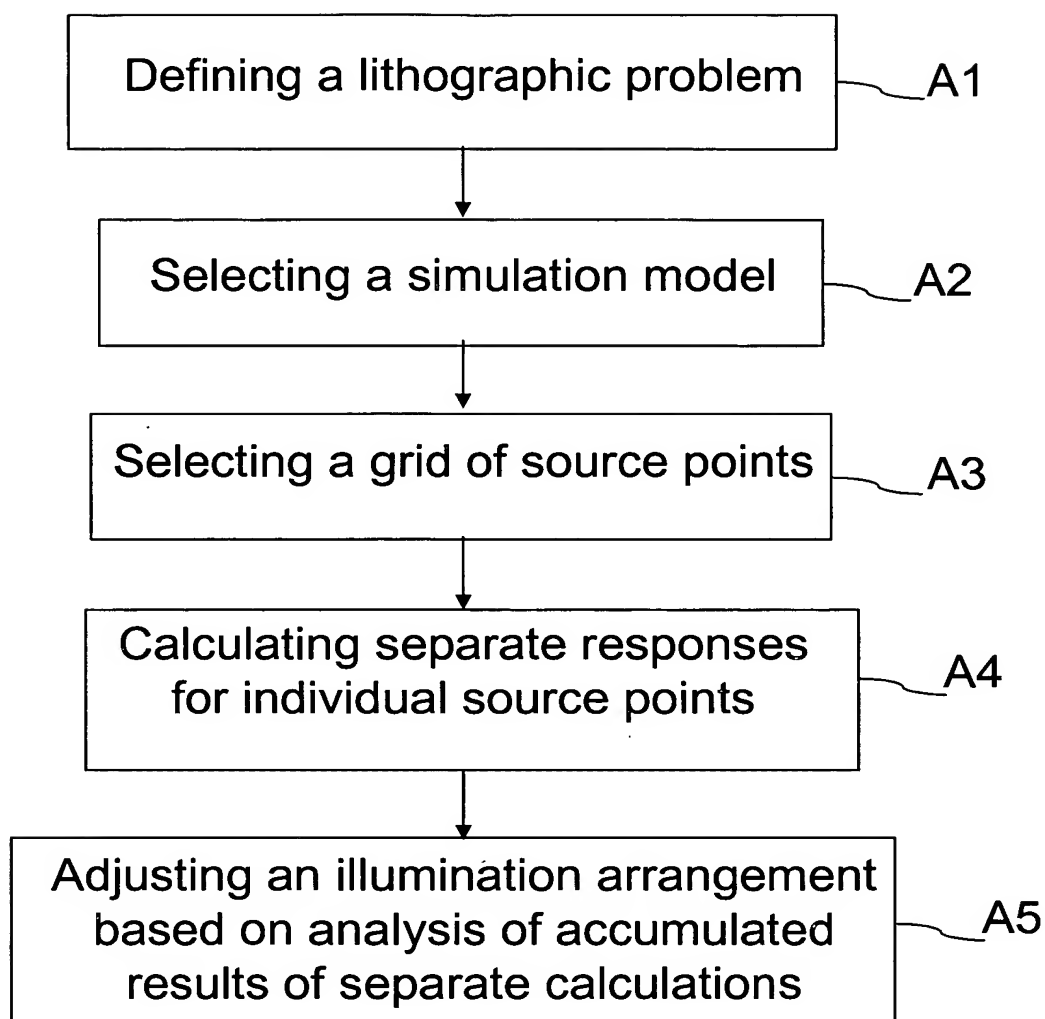 Defining a lithographic problem
A1
Selecting a simulation model
A2
Selecting a grid of source points
A3
Calculating separate responses
for individual source points
A4
Adjusting an illumination arrangement
based on analysis of accumulated
results of separate calculations
A5